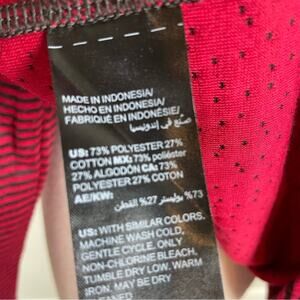 MADE IN INDONESIA/
HECHO EN INDONESIA/
FABRIQUÉ EN INDONÉSIE/
صنع في إندونيسيا
US: 73% POLYESTER 27%
COTTON MX: 73% poliéster
27% ALGODÓN CA: 73%
POLYESTER 27% COTON
AE/KW:
73% بوليستر 27% القطن
US: WITH SIMILAR COLORS.
MACHINE WASH COLD,
GENTLE CYCLE. ONLY
NON-CHLORINE BLEACH,
TUMBLE DRY LOW. WARM
IRON. MAY BE DRY